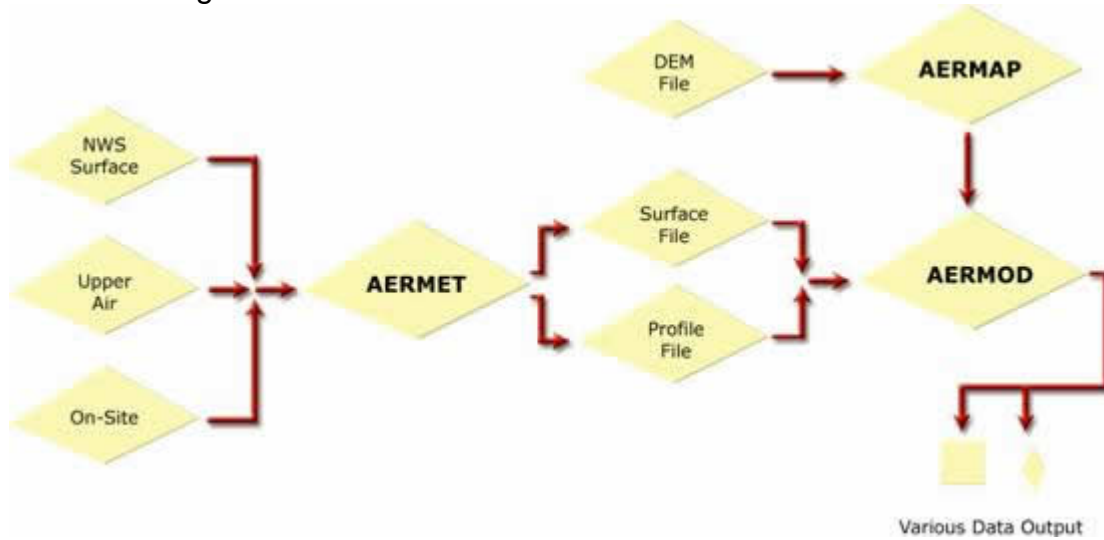 DEM
File
AERMAP
NWS
Surface
Surface
File
Upper
Air
AERMET
AERMOD
Profile
File
On-Site
Various Data Output